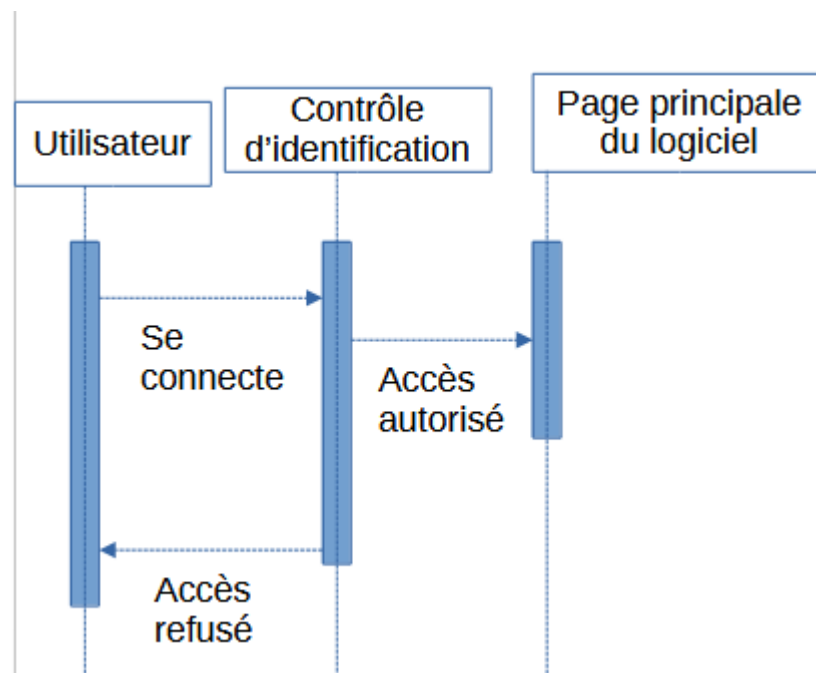 Utilisateur
Contrôle
d’identification
Page principale
du logiciel
Se
connecte
Accès
autorisé
Accès
refusé